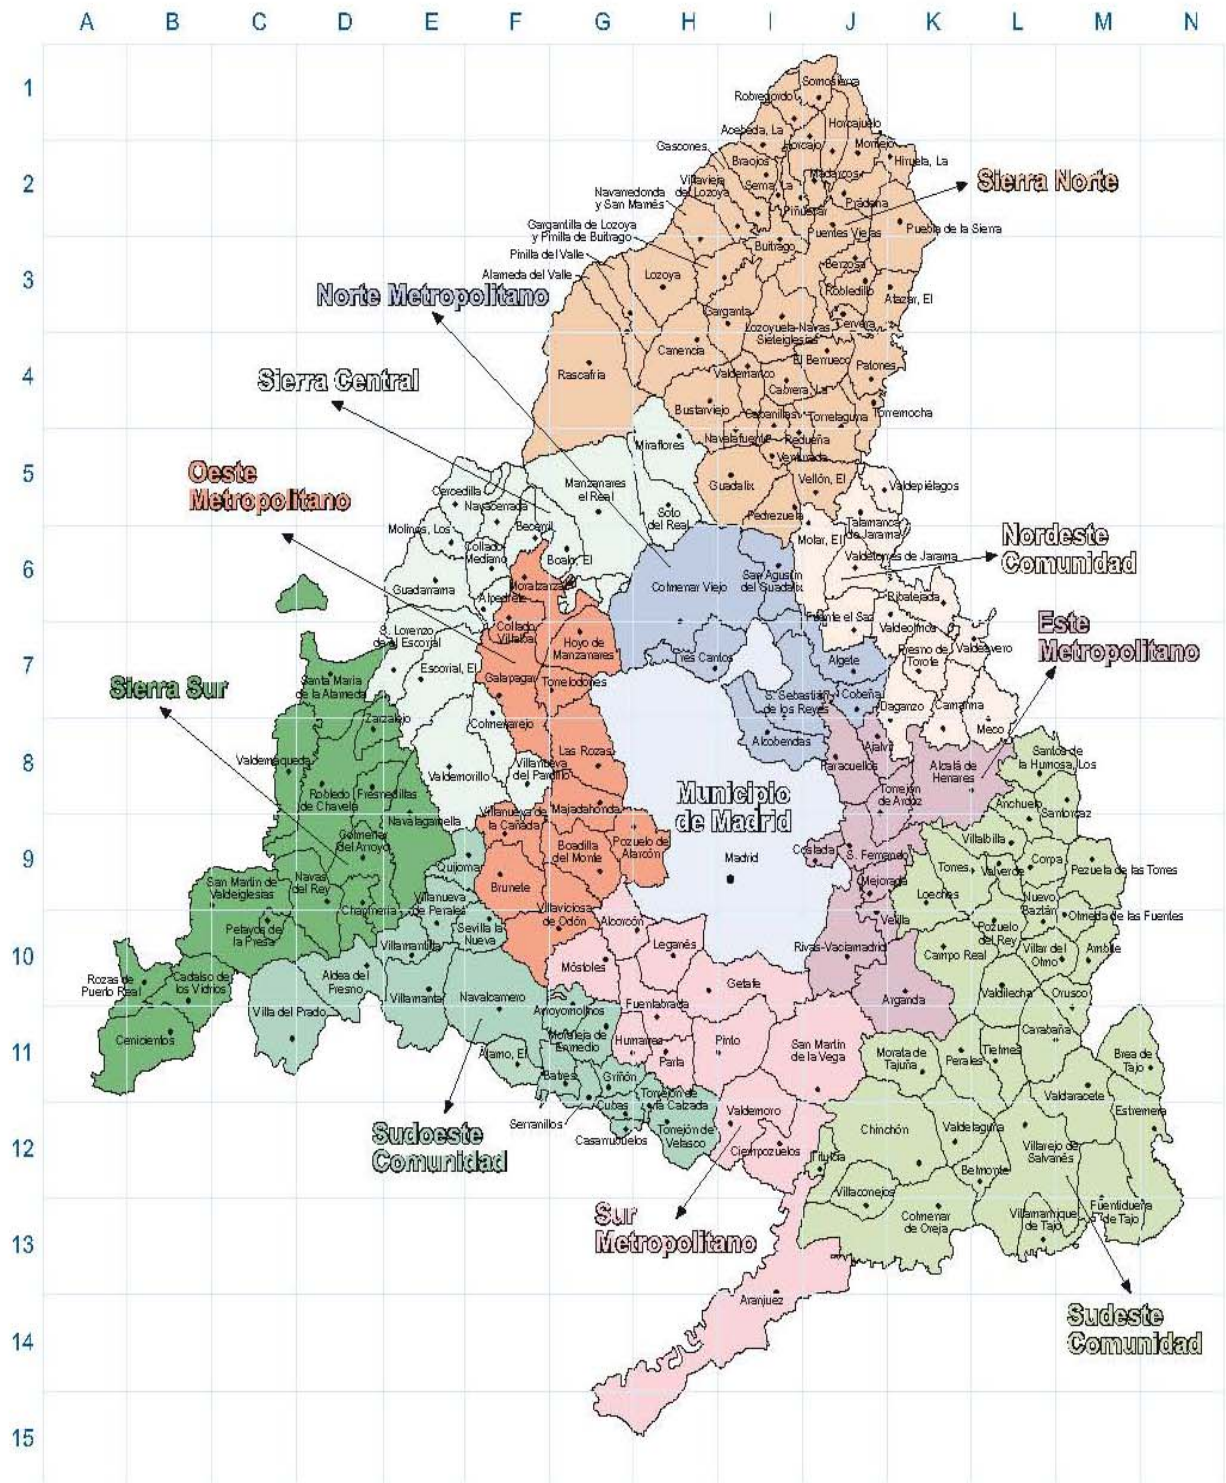 A B C D E F G H I J K L M N
1
Somosierra
Robregordo
Acebeda, La
Horcajuelo
Gascones
Horcajo
Montejo
Braojos
Hiruela, La
2
Villavieja
de Lozoya
Serna, La
Madarcos
Sierra Norte
Navarredonda
y San Mamés
Prádena
Piñuécar
Gargantilla de Lozoya
y Pinilla de Buitrago
Puentes Viejas
Puebla de la Sierra
Buitrago
Pinilla del Valle
Berzosa
3
Alameda del Valle
Lozoya
Robledillo
Norte Metropolitano
Atazar, El
Garganta
Cervera
Lozoyuela-Navas
Sieteiglesias
Canencia
El Berrueco
Patones
4
Sierra Central
Rascafría
Valdemanco
Cabrera, La
Bustarviejo
Cabanillas
Torrelaguna
Torremocha
Miraflores
Navalafuente
Redueña
Venturada
5
Oeste
Metropolitano
Cercedilla
Manzanares
el Real
Guadalix
Vellón, El
Valdepiélagos
Navacerrada
Soto
del Real
Pedrezuela
Molinos, Los
Becerril
Talamanca
de Jarama
Molar, El
Nordeste
Comunidad
Collado
Mediano
Boalo, El
Valdetorres de Jarama
6
Guadarrama
Moralzarzal
Colmenar Viejo
San Agustín
del Guadalix
Alpedrete
Ribatejada
Fuente el Saz
Valdeolmos
Este
Metropolitano
Collado
Villalba
S. Lorenzo
de el Escorial
Hoyo de
Manzanares
Fresno de
Torote
Valdeavero
7
Tres Cantos
Algete
Escorial, El
Santa María
de la Alameda
Galapagar
Torrelodones
Sierra Sur
S. Sebastián
de los Reyes
Cobeña
Daganzo
Camarma
Zarzalejo
Colmenarejo
Meco
Alcobendas
Ajalvir
8
Valdemaqueda
Las Rozas
Paracuellos
Santos de
la Humosa, Los
Valdemorillo
Villanueva
del Pardillo
Alcalá de
Henares
Robledo
de Chavela
Fresnedillas
Municipio
de Madrid
Torrejón
de Ardoz
Anchuelo
Majadahonda
Santorcaz
Navalagamella
Villanueva de
la Cañada
Colmenar
del Arroyo
Villalbilla
Boadilla
del Monte
Pozuelo de
Alarcón
9
Coslada
S. Fernando
Madrid
Corpa
Quijorna
Torres
Valverde
Pezuela de las Torres
Navas
del Rey
San Martín de
Valdeiglesias
Mejorada
Brunete
Loeches
Nuevo
Baztán
Villanueva
de Perales
Chapinería
Villaviciosa
de Odón
Alcorcón
Velilla
Olmeda de las Fuentes
Pelayos de
la Presa
Sevilla la
Nueva
Pozuelo
del Rey
Villamantilla
Leganés
Rivas-Vaciamadrid
Campo Real
Villar del
Olmo
Ambite
10
Móstoles
Rozas de
Puerto Real
Cadalso de
los Vidrios
Aldea del
Fresno
Getafe
Villamanta
Navalcarnero
Valdilecha
Orusco
Arganda
Fuenlabrada
Villa del Prado
Arroyomolinos
Carabaña
11
Cenicientos
Moraleja de
Enmedio
Humanes
Pinto
San Martín
de la Vega
Morata de
Tajuña
Perales
Tielmes
Brea de
Tajo
Álamo, El
Parla
Batres
Griñón
Cubas
Torrejón de
la Calzada
Valdaracete
Valdemoro
Estremera
Serranillos
12
Sudoeste
Comunidad
Casarrubuelos
Torrejón de
Velasco
Chinchón
Valdelaguna
Ciempozuelos
Titulcia
Villarejo de
Salvanés
Belmonte
Villaconejos
Sur
Metropolitano
Colmenar
de Oreja
Villamanrique
de Tajo
Fuentidueña
de Tajo
13
Aranjuez
Sudeste
Comunidad
14
15